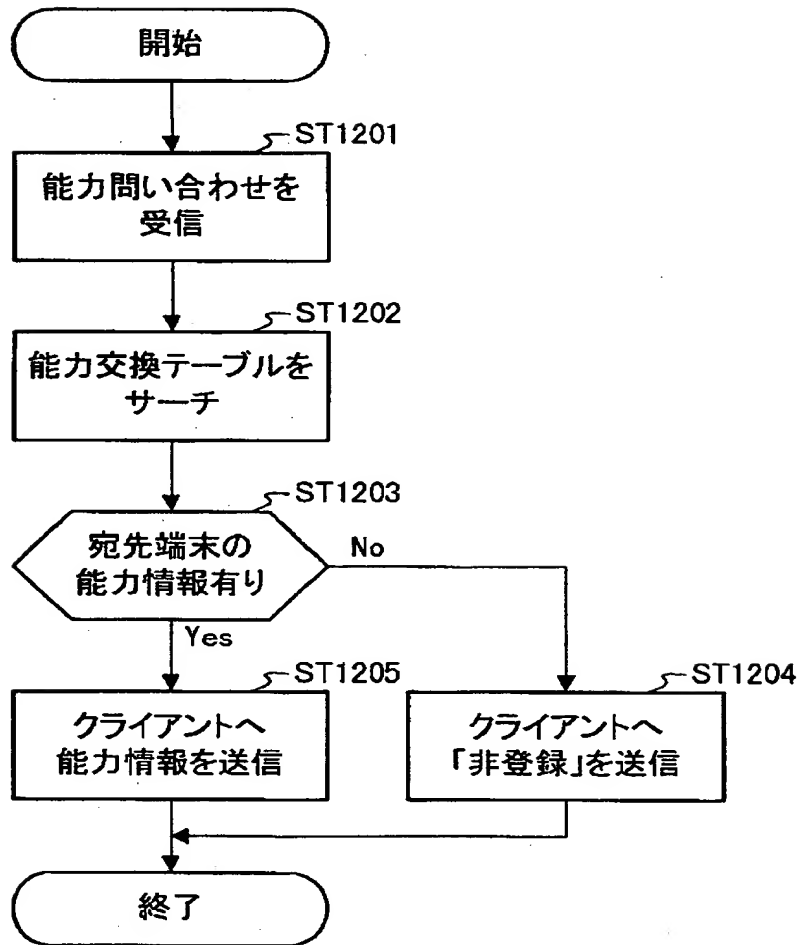 開始
ST1201
能力問い合わせを
受信
ST1202
能力交換テーブルを
サーチ
ST1203
宛先端末の
能力情報有り
No
Yes
ST1205
クライアントへ
能力情報を送信
ST1204
クライアントへ
「非登録」を送信
終了